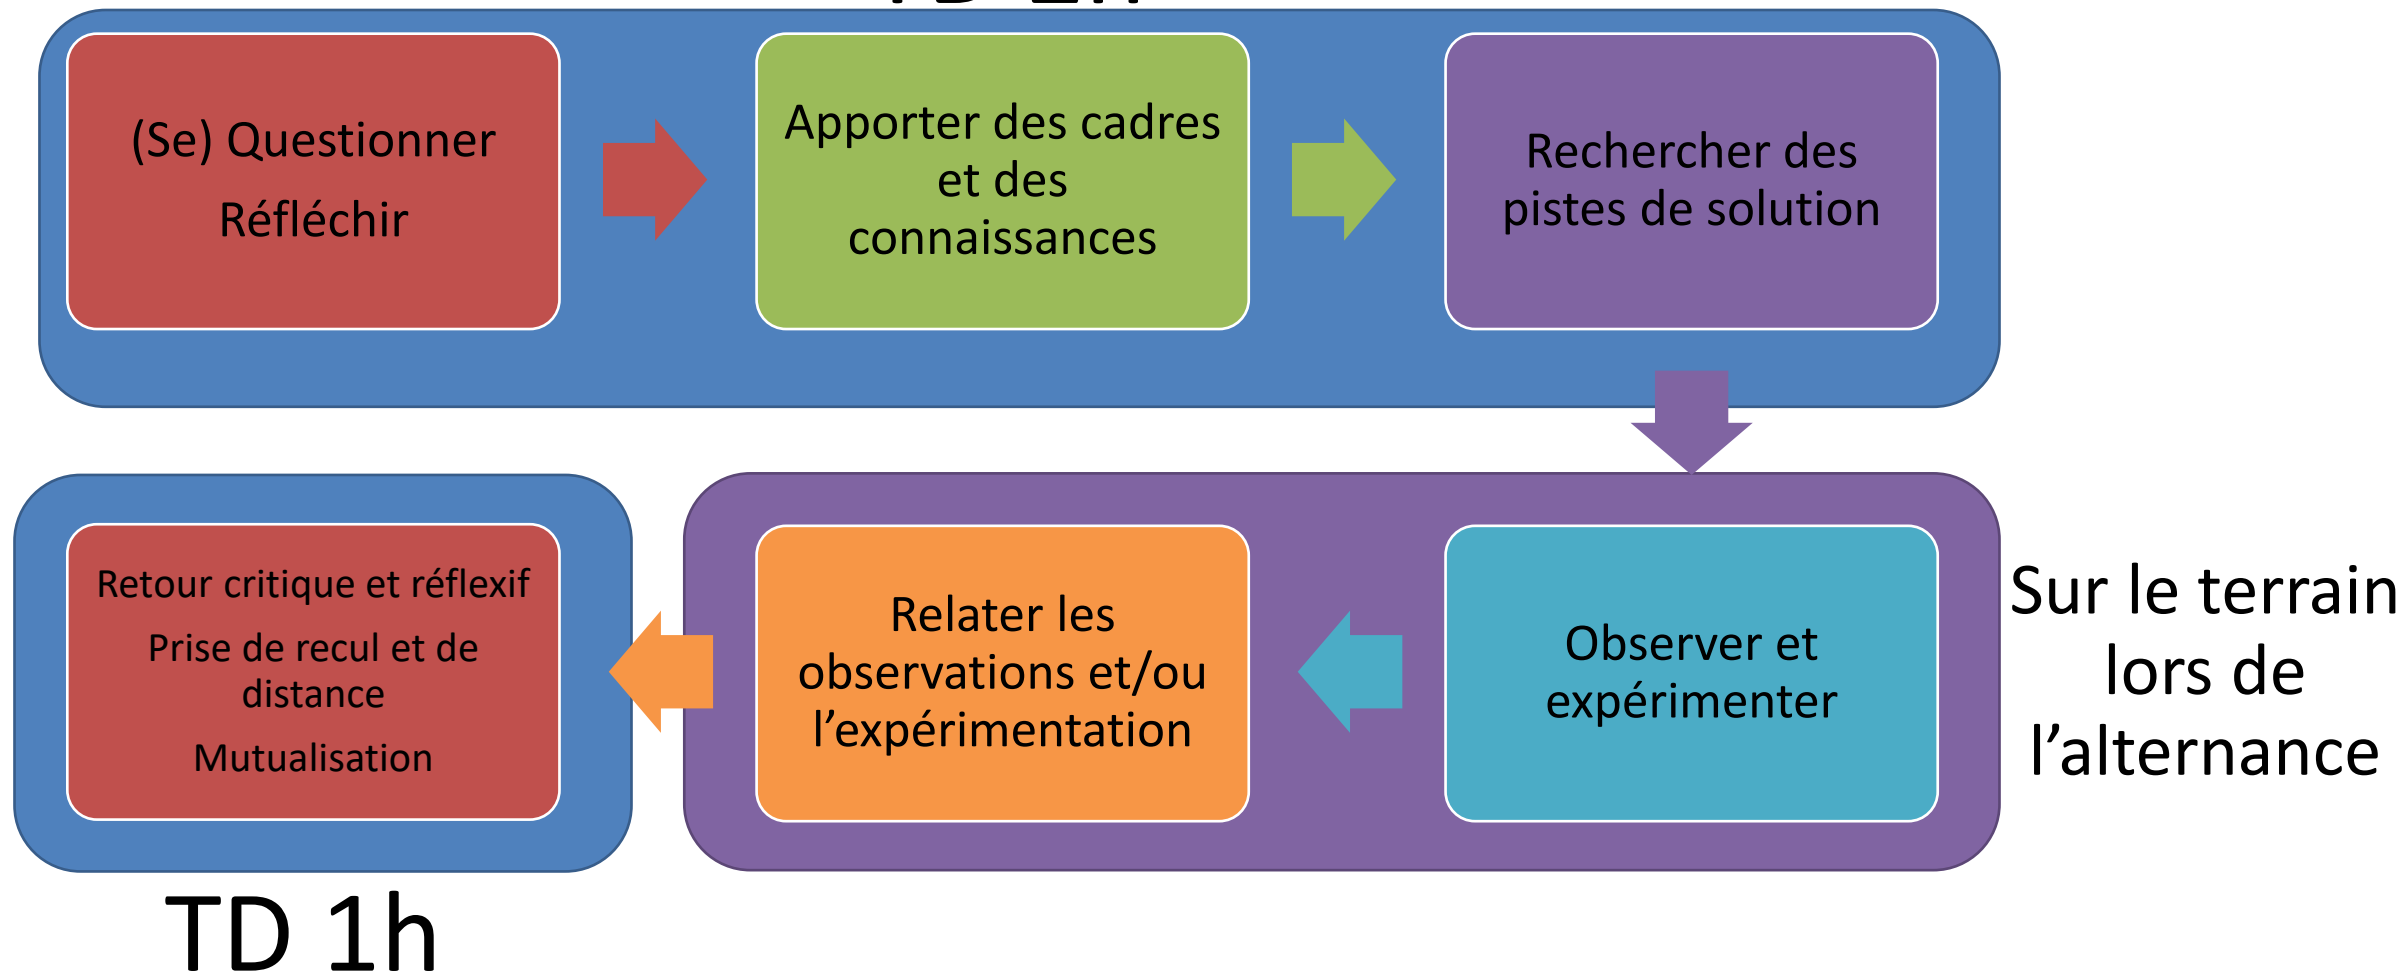 (Se) Questionner
Réfléchir
Apporter des cadres
et des
connaissances
Rechercher des
pistes de solution
Retour critique et réflexif
Prise de recul et de
distance
Mutualisation
Relater les
observations et/ou
l’expérimentation
Observer et
expérimenter
Sur le terrain
lors de
l’alternance
TD 1h